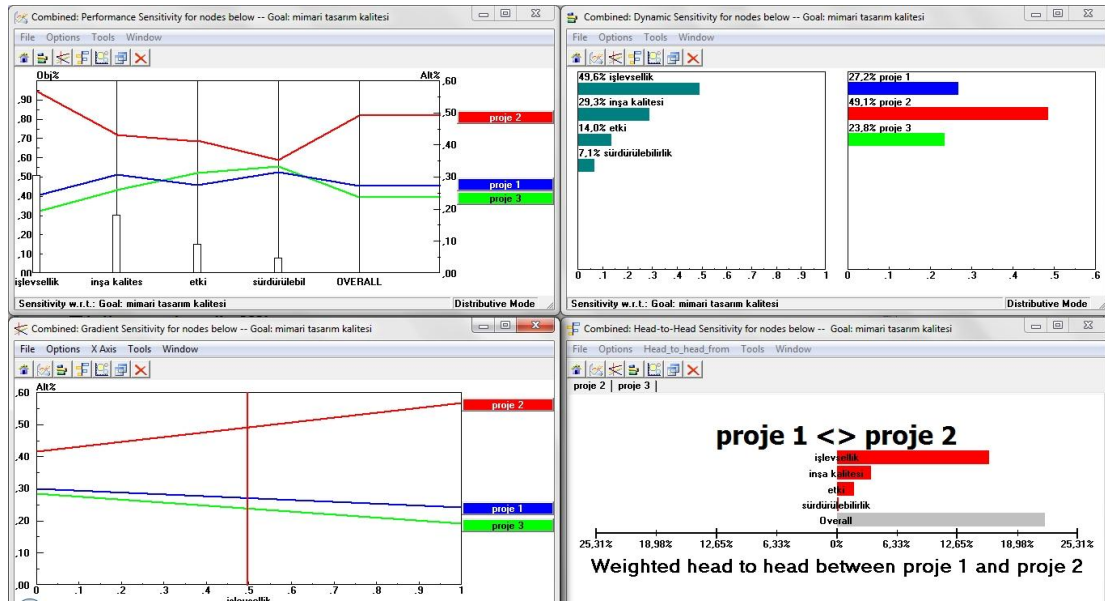 Combined: Performance Sensitivity for nodes below -- Goal: mimari tasarım kalitesi
File Options Tools Window
Obj% Alt%
,90
,80
,70
,60
,50
,40
,30
,20
,10
,00
,60
,50
,40
,30
,20
,10
,00
proje 2
proje 1
proje 3
işlevsellik inşa kalites etki sürdürülebil OVERALL
Sensitivity w.r.t.: Goal: mimari tasarım kalitesi Distributive Mode
Combined: Dynamic Sensitivity for nodes below -- Goal: mimari tasarım kalitesi
File Options Tools Window
49,6% işlevsellik
29,3% inşa kalitesi
14,0% etki
7,1% sürdürülebilirlik
0 .1 .2 .3 .4 .5 .6 .7 .8 .9 1
27,2% proje 1
49,1% proje 2
23,8% proje 3
0 .1 .2 .3 .4 .5 .6
Sensitivity w.r.t.: Goal: mimari tasarım kalitesi Distributive Mode
Combined: Gradient Sensitivity for nodes below -- Goal: mimari tasarım kalitesi
File Options X Axis Tools Window
Alt%
,60
,50
,40
,30
,20
,10
,00
proje 2
proje 1
proje 3
0 .1 .2 .3 .4 .5 .6 .7 .8 .9 1
işlevsellik
Combined: Head-to-Head Sensitivity for nodes below -- Goal: mimari tasarım kalitesi
File Options Head_to_head_from Tools Window
proje 2 | proje 3 |
proje 1 <> proje 2
işlevsellik
inşa kalitesi
etki
sürdürülebilirlik
Overall
25,31% 18,98% 12,65% 6,33% 0% 6,33% 12,65% 18,98% 25,31%
Weighted head to head between proje 1 and proje 2